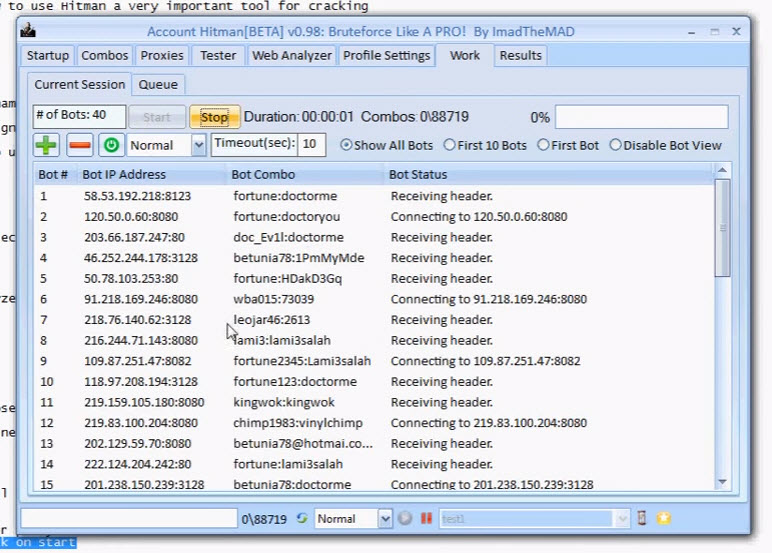 to use Hitman a very important tool for cracking
Account Hitman[BETA] v0.98: Bruteforce Like A PRO! By ImadTheMAD
Startup Combos Proxies Tester Web Analyzer Profile Settings Work Results
Current Session Queue
# of Bots: 40 Start Stop Duration: 00:00:01 Combos: 0\88719 0%
Normal Timeout(sec): 10 Show All Bots First 10 Bots First Bot Disable Bot View
Bot # Bot IP Address Bot Combo Bot Status
1 58.53.192.218:8123 fortune:doctorme Receiving header.
2 120.50.0.60:8080 fortune:doctoryou Connecting to 120.50.0.60:8080
3 203.66.187.247:80 doc_Ev1l:doctorme Receiving header.
4 46.252.244.178:3128 betunia78:1PmMyMde Receiving header.
5 50.78.103.253:80 fortune:HDakD3Gq Receiving header.
6 91.218.169.246:8080 wba015:73039 Connecting to 91.218.169.246:8080
7 218.76.140.62:3128 leojar46:2613 Receiving header.
8 216.244.71.143:8080 lami3:lami3salah Receiving header.
9 109.87.251.47:8082 fortune2345:Lami3salah Connecting to 109.87.251.47:8082
10 118.97.208.194:3128 fortune123:doctorme Receiving header.
11 219.159.105.180:8080 kingwok:kingwok Receiving header.
12 219.83.100.204:8080 chimp1983:vinylchimp Connecting to 219.83.100.204:8080
13 202.129.59.70:8080 betunia78@hotmai.co... Receiving header.
14 222.124.204.242:80 fortune:lami3salah Receiving header.
15 201.238.150.239:3128 betunia78:doctorme Connecting to 201.238.150.239:3128
0\88719 Normal test1
k on start